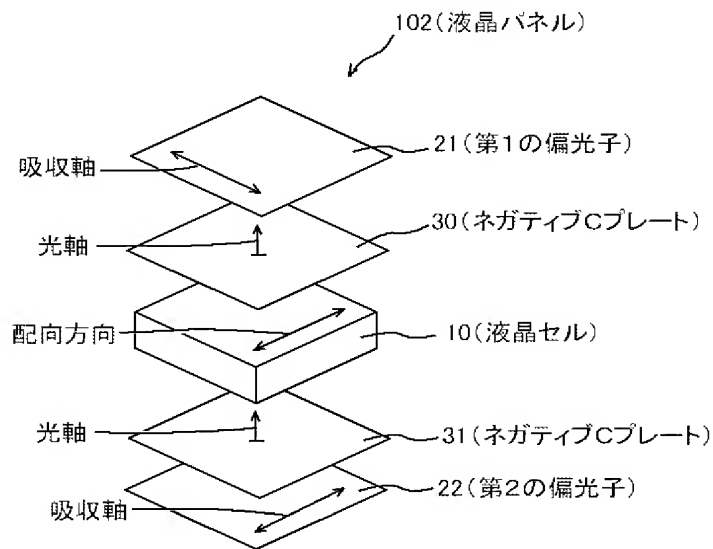 102(液晶パネル)
21(第1の偏光子)
吸収軸
30(ネガティブCプレート)
光軸
配向方向
10(液晶セル)
光軸
31(ネガティブCプレート)
22(第2の偏光子)
吸収軸